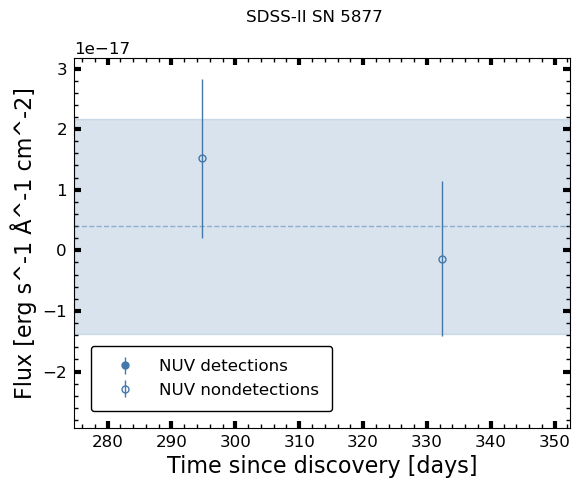 SDSS-II SN 5877
1e−17
3
2
1
0
−1
−2
Flux [erg s^-1 Å^-1 cm^-2]
NUV detections
NUV nondetections
280 290 300 310 320 330 340 350
Time since discovery [days]